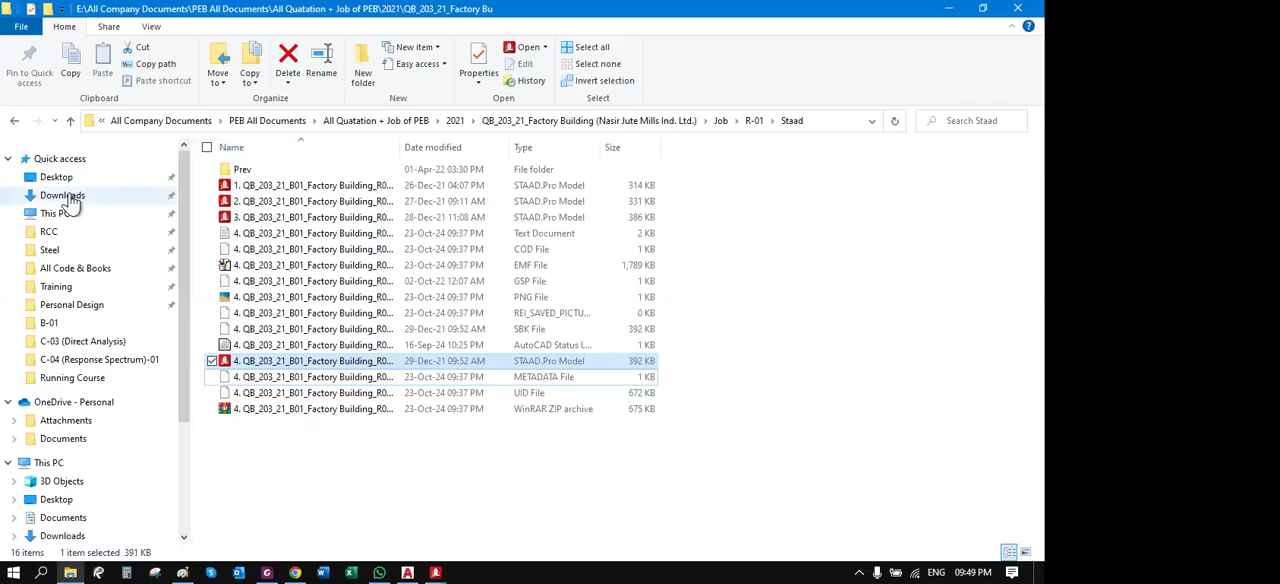 E:\All Company Documents\PEB All Documents\All Quatation + Job of PEB\2021\QB_203_21_Factory Bu
File Home Share View
Pin to Quick access
Copy
Paste
Cut
Copy path
Paste shortcut
Clipboard
Move to
Copy to
Delete
Rename
Organize
New folder
New item
Easy access
New
Properties
Open
Edit
History
Open
Select all
Select none
Invert selection
Select
« All Company Documents > PEB All Documents > All Quatation + Job of PEB > 2021 > QB_203_21_Factory Building (Nasir Jute Mills Ind. Ltd.) > Job > R-01 > Staad
Search Staad
Quick access
Desktop
Downloads
This PC
RCC
Steel
All Code & Books
Training
Personal Design
B-01
C-03 (Direct Analysis)
C-04 (Response Spectrum)-01
Running Course
OneDrive - Personal
Attachments
Documents
This PC
3D Objects
Desktop
Documents
Downloads
Name Date modified Type Size
Prev 01-Apr-22 03:30 PM File folder
1. QB_203_21_B01_Factory Building_R0... 26-Dec-21 04:07 PM STAAD.Pro Model 314 KB
2. QB_203_21_B01_Factory Building_R0... 27-Dec-21 09:11 AM STAAD.Pro Model 331 KB
3. QB_203_21_B01_Factory Building_R0... 28-Dec-21 11:08 AM STAAD.Pro Model 386 KB
4. QB_203_21_B01_Factory Building_R0... 23-Oct-24 09:37 PM Text Document 2 KB
4. QB_203_21_B01_Factory Building_R0... 23-Oct-24 09:37 PM COD File 1 KB
4. QB_203_21_B01_Factory Building_R0... 23-Oct-24 09:37 PM EMF File 1,789 KB
4. QB_203_21_B01_Factory Building_R0... 02-Oct-22 12:07 AM GSP File 1 KB
4. QB_203_21_B01_Factory Building_R0... 23-Oct-24 09:37 PM PNG File 1 KB
4. QB_203_21_B01_Factory Building_R0... 23-Oct-24 09:37 PM REI_SAVED_PICTU... 0 KB
4. QB_203_21_B01_Factory Building_R0... 29-Dec-21 09:52 AM SBK File 392 KB
4. QB_203_21_B01_Factory Building_R0... 16-Sep-24 10:25 PM AutoCAD Status L... 1 KB
4. QB_203_21_B01_Factory Building_R0... 29-Dec-21 09:52 AM STAAD.Pro Model 392 KB
4. QB_203_21_B01_Factory Building_R0... 23-Oct-24 09:37 PM METADATA File 1 KB
4. QB_203_21_B01_Factory Building_R0... 23-Oct-24 09:37 PM UID File 672 KB
4. QB_203_21_B01_Factory Building_R0... 23-Oct-24 09:37 PM WinRAR ZIP archive 675 KB
16 items 1 item selected 391 KB
ENG 09:49 PM